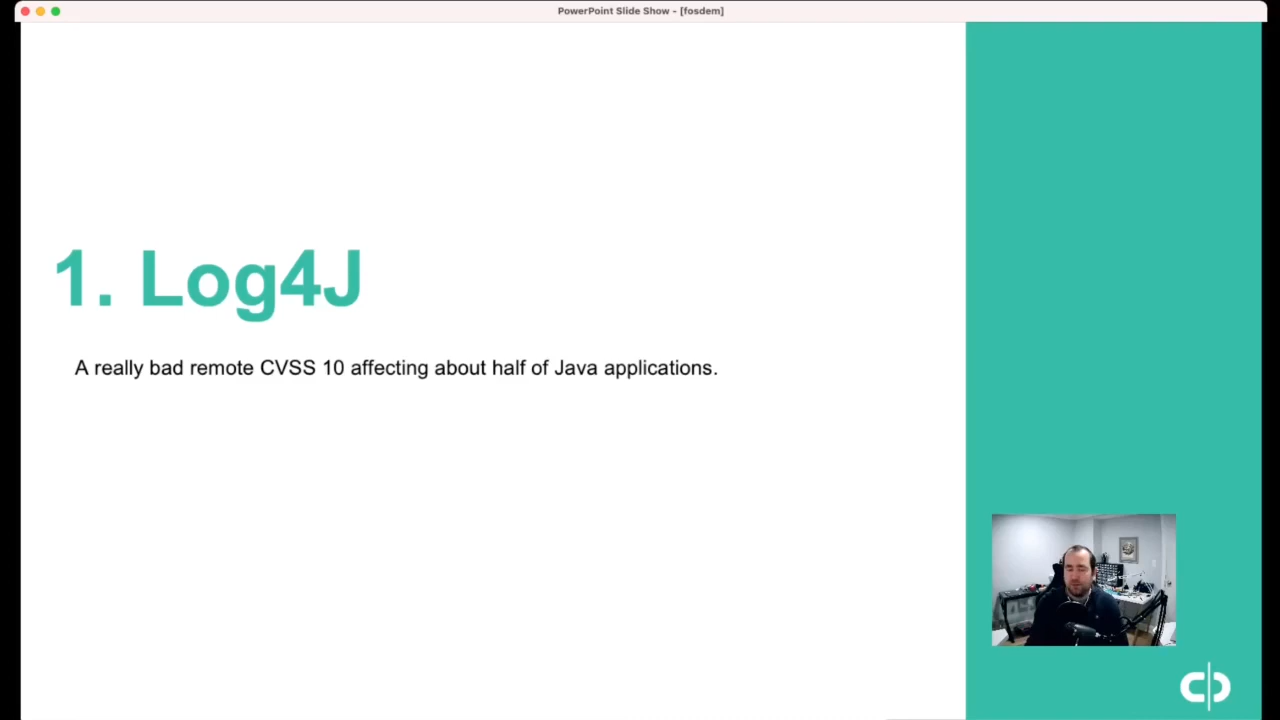 PowerPoint Slide Show - [fosdem]
1. Log4J
A really bad remote CVSS 10 affecting about half of Java applications.